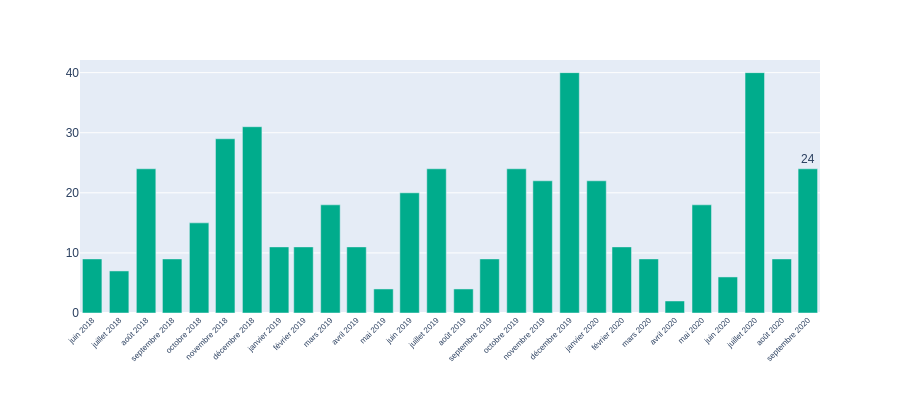 40
30
20
10
0
24
juin 2018
juillet 2018
août 2018
septembre 2018
octobre 2018
novembre 2018
décembre 2018
janvier 2019
février 2019
mars 2019
avril 2019
mai 2019
juin 2019
juillet 2019
août 2019
septembre 2019
octobre 2019
novembre 2019
décembre 2019
janvier 2020
février 2020
mars 2020
avril 2020
mai 2020
juin 2020
juillet 2020
août 2020
septembre 2020